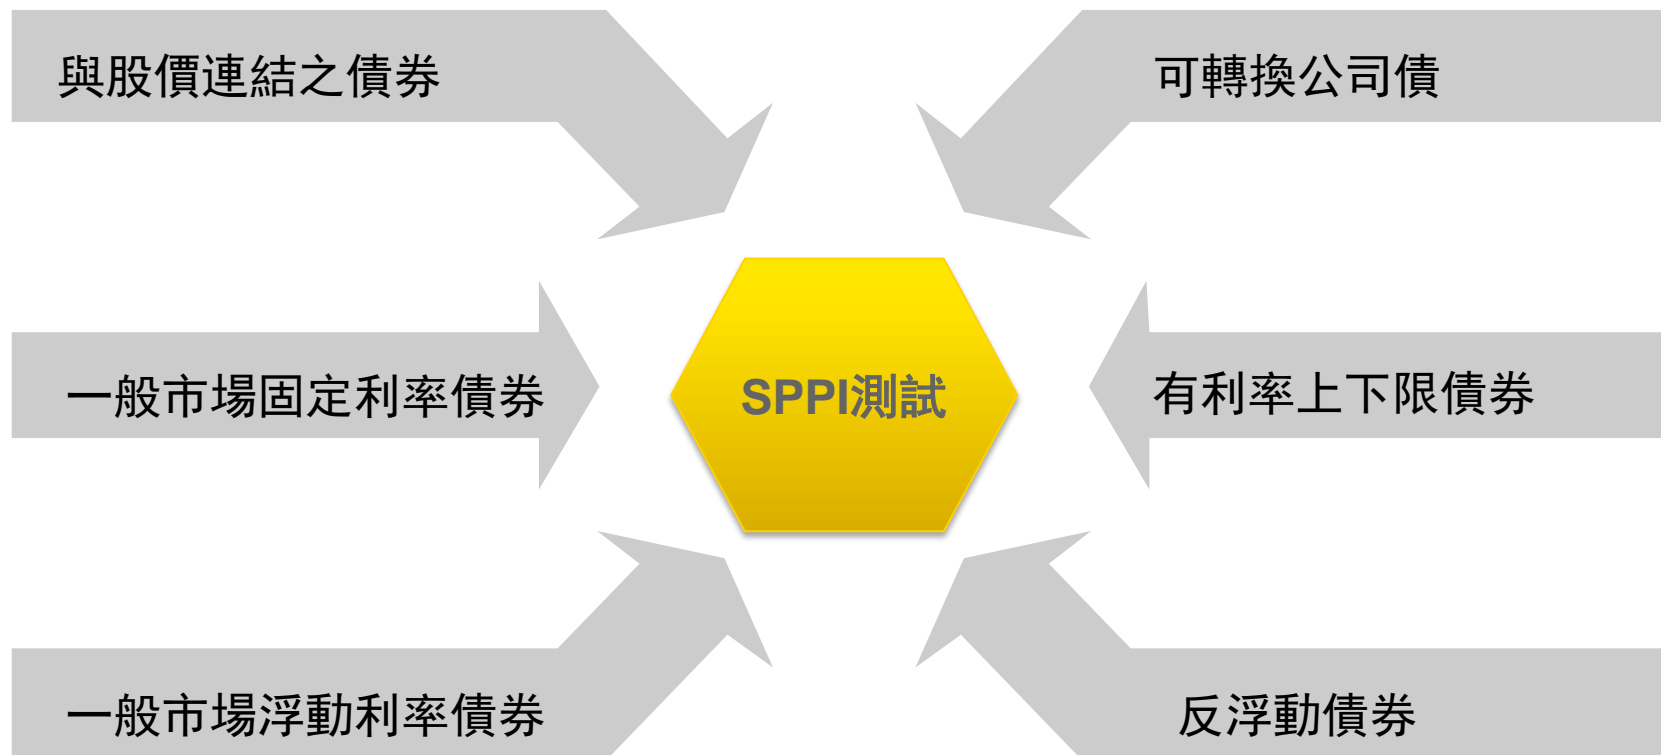 與股價連結之債券
可轉換公司債
一般市場固定利率債券
SPPI測試
有利率上下限債券
一般市場浮動利率債券
反浮動債券